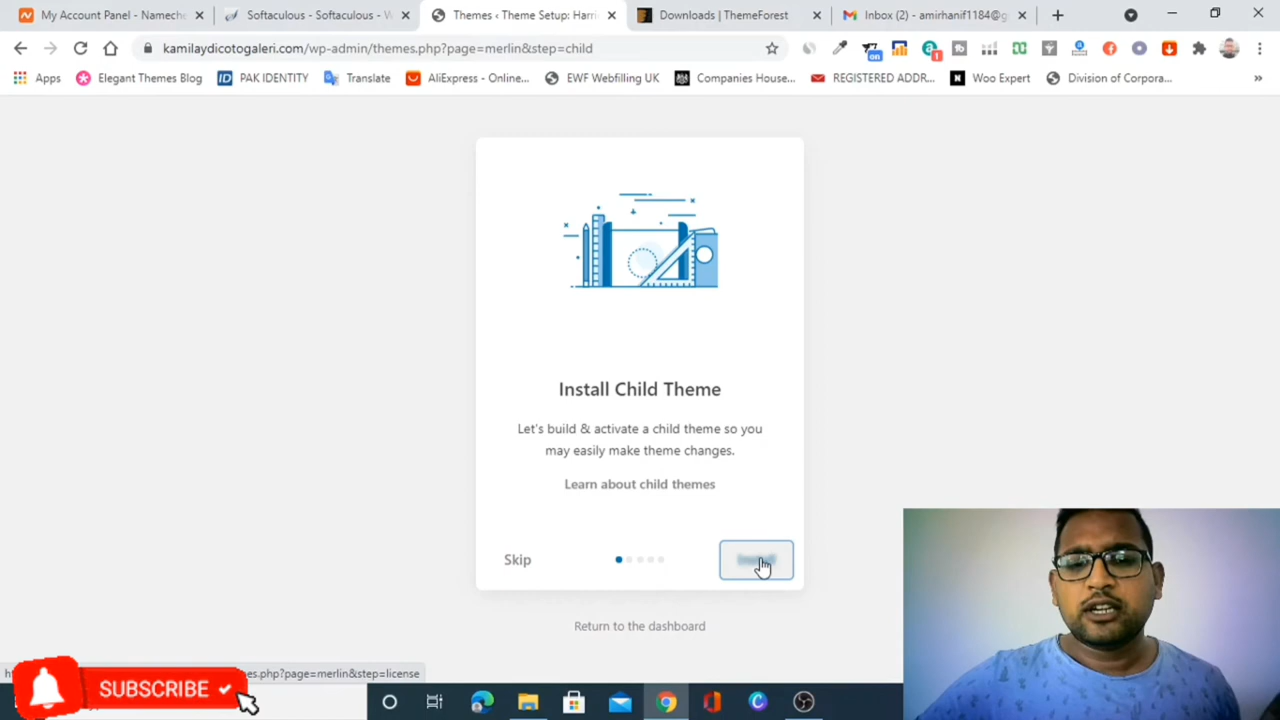 My Account Panel - Nameche
Softaculous - Softaculous - V
Themes ‹ Theme Setup: Harri
Downloads | ThemeForest
Inbox (2) - amirhanif1184@g
kamilaydicotogaleri.com/wp-admin/themes.php?page=merlin&step=child
on
1
Apps
Elegant Themes Blog
PAK IDENTITY
Translate
AliExpress - Online...
EWF Webfilling UK
Companies House...
REGISTERED ADDR...
Woo Expert
Division of Corpora...
»
Install Child Theme
Let's build & activate a child theme so you
may easily make theme changes.
Learn about child themes
Skip
Install
Return to the dashboard
es.php?page=merlin&step=license
SUBSCRIBE